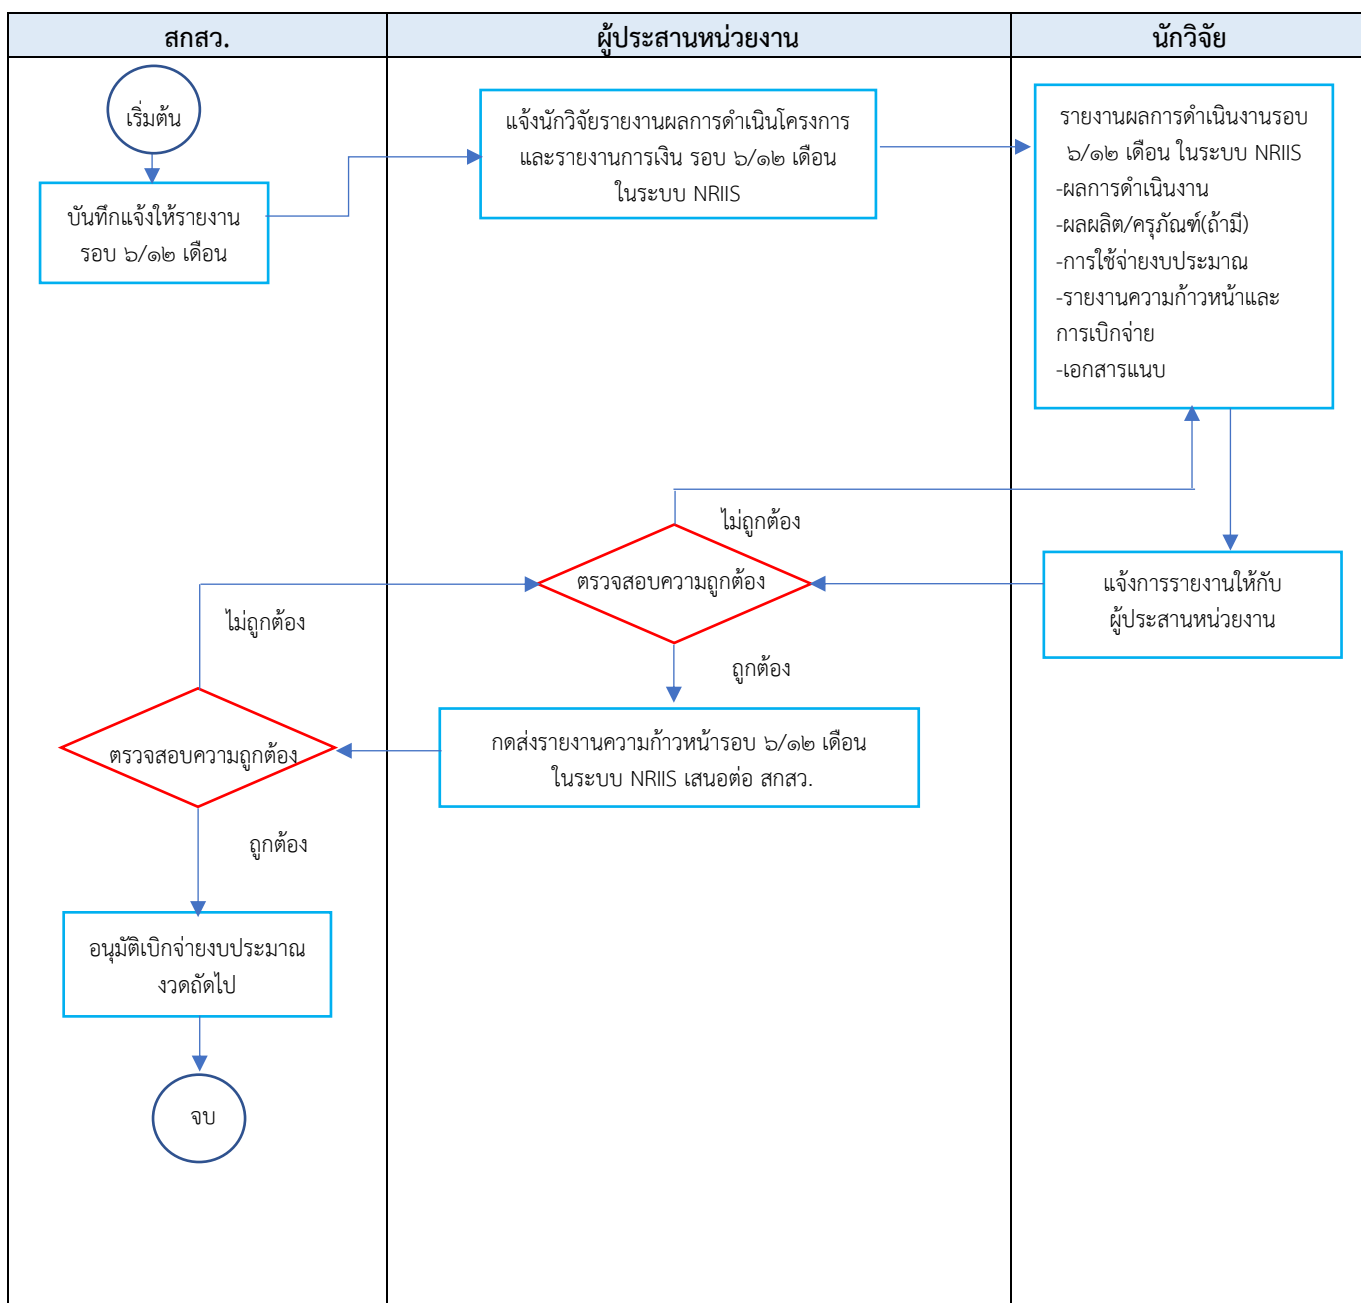 สกสว.
ผู้ประสานหน่วยงาน
นักวิจัย
เริ่มต้น
บันทึกแจ้งให้รายงาน
รอบ ๖/๑๒ เดือน
แจ้งนักวิจัยรายงานผลการดำเนินโครงการ
และรายงานการเงิน รอบ ๖/๑๒ เดือน
ในระบบ NRIIS
รายงานผลการดำเนินงานรอบ
๖/๑๒ เดือน ในระบบ NRIIS
-ผลการดำเนินงาน
-ผลผลิต/ครุภัณฑ์(ถ้ามี)
-การใช้จ่ายงบประมาณ
-รายงานความก้าวหน้าและ
การเบิกจ่าย
-เอกสารแนบ
ไม่ถูกต้อง
ตรวจสอบความถูกต้อง
แจ้งการรายงานให้กับ
ผู้ประสานหน่วยงาน
ไม่ถูกต้อง
ถูกต้อง
ตรวจสอบความถูกต้อง
กดส่งรายงานความก้าวหน้ารอบ ๖/๑๒ เดือน
ในระบบ NRIIS เสนอต่อ สกสว.
ถูกต้อง
อนุมัติเบิกจ่ายงบประมาณ
งวดถัดไป
จบ